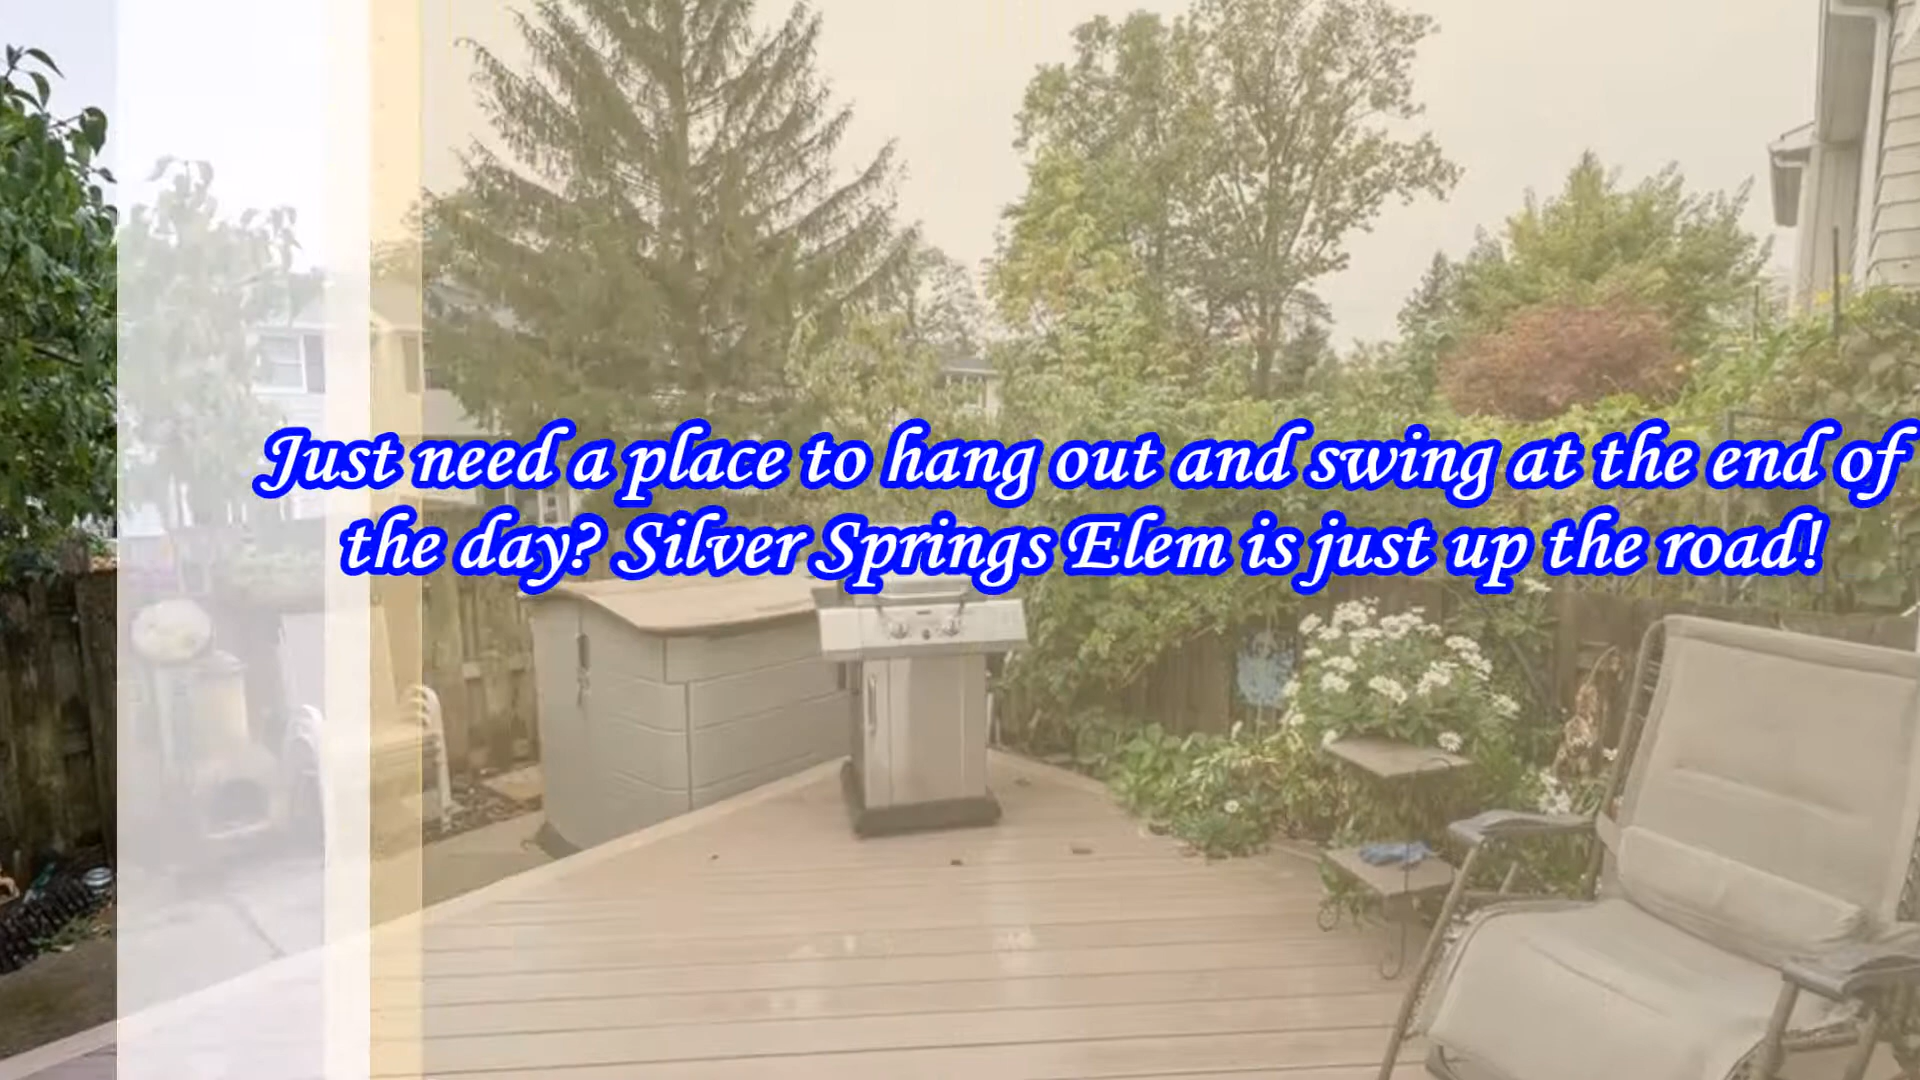 Just need a place to hang out and swing at the end of
the day? Silver Springs Elem is just up the road!